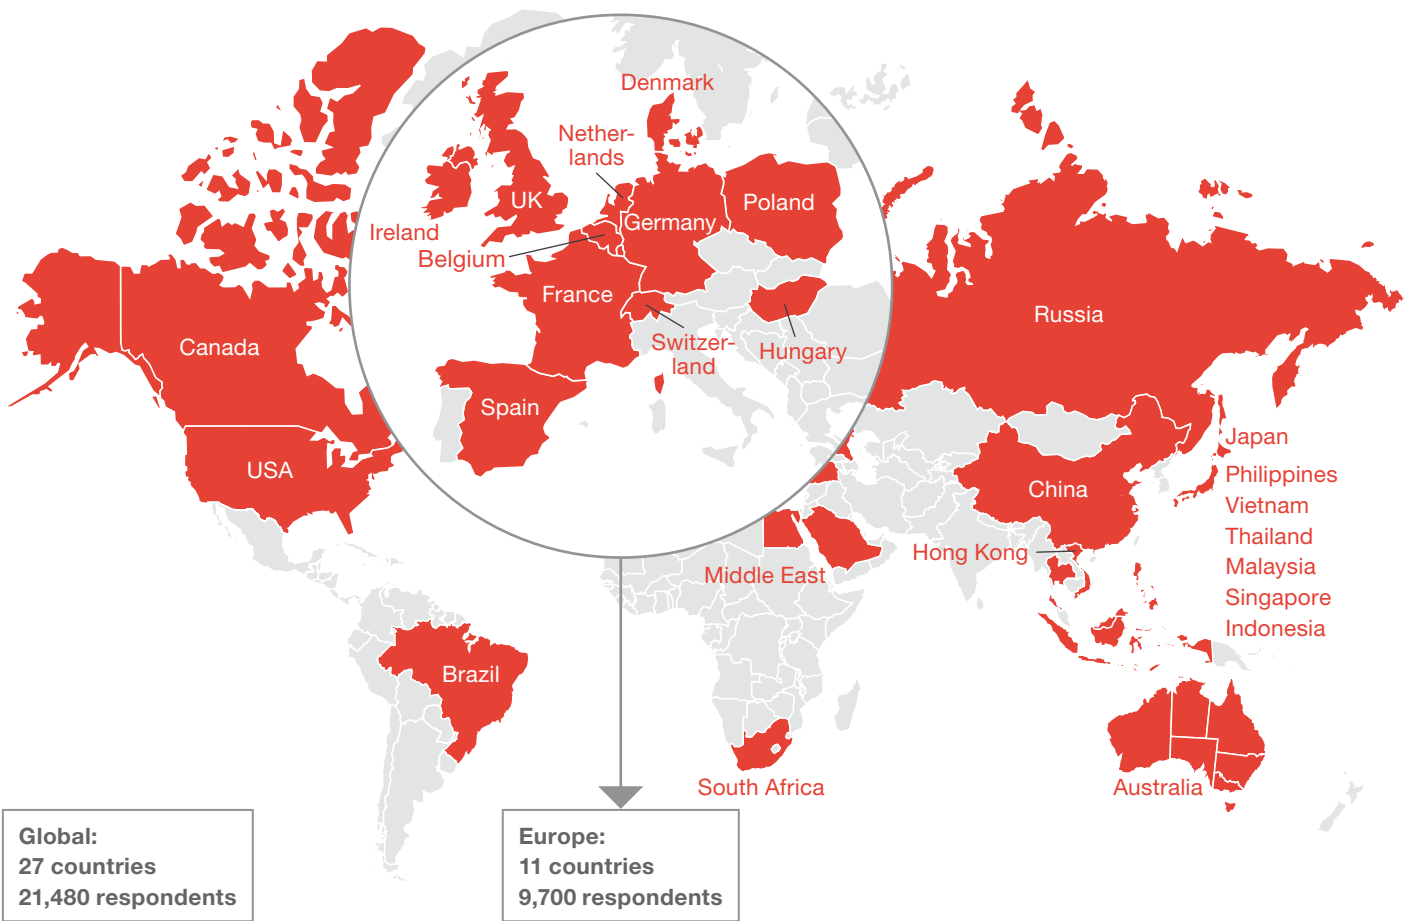 Denmark
Nether-
lands
UK
Poland
Germany
Ireland
Belgium
France
Switzer-
land
Hungary
Spain
Canada
USA
Russia
China
Japan
Philippines
Vietnam
Thailand
Malaysia
Singapore
Indonesia
Hong Kong
Middle East
Brazil
South Africa
Australia
Global:
27 countries
21,480 respondents
Europe:
11 countries
9,700 respondents